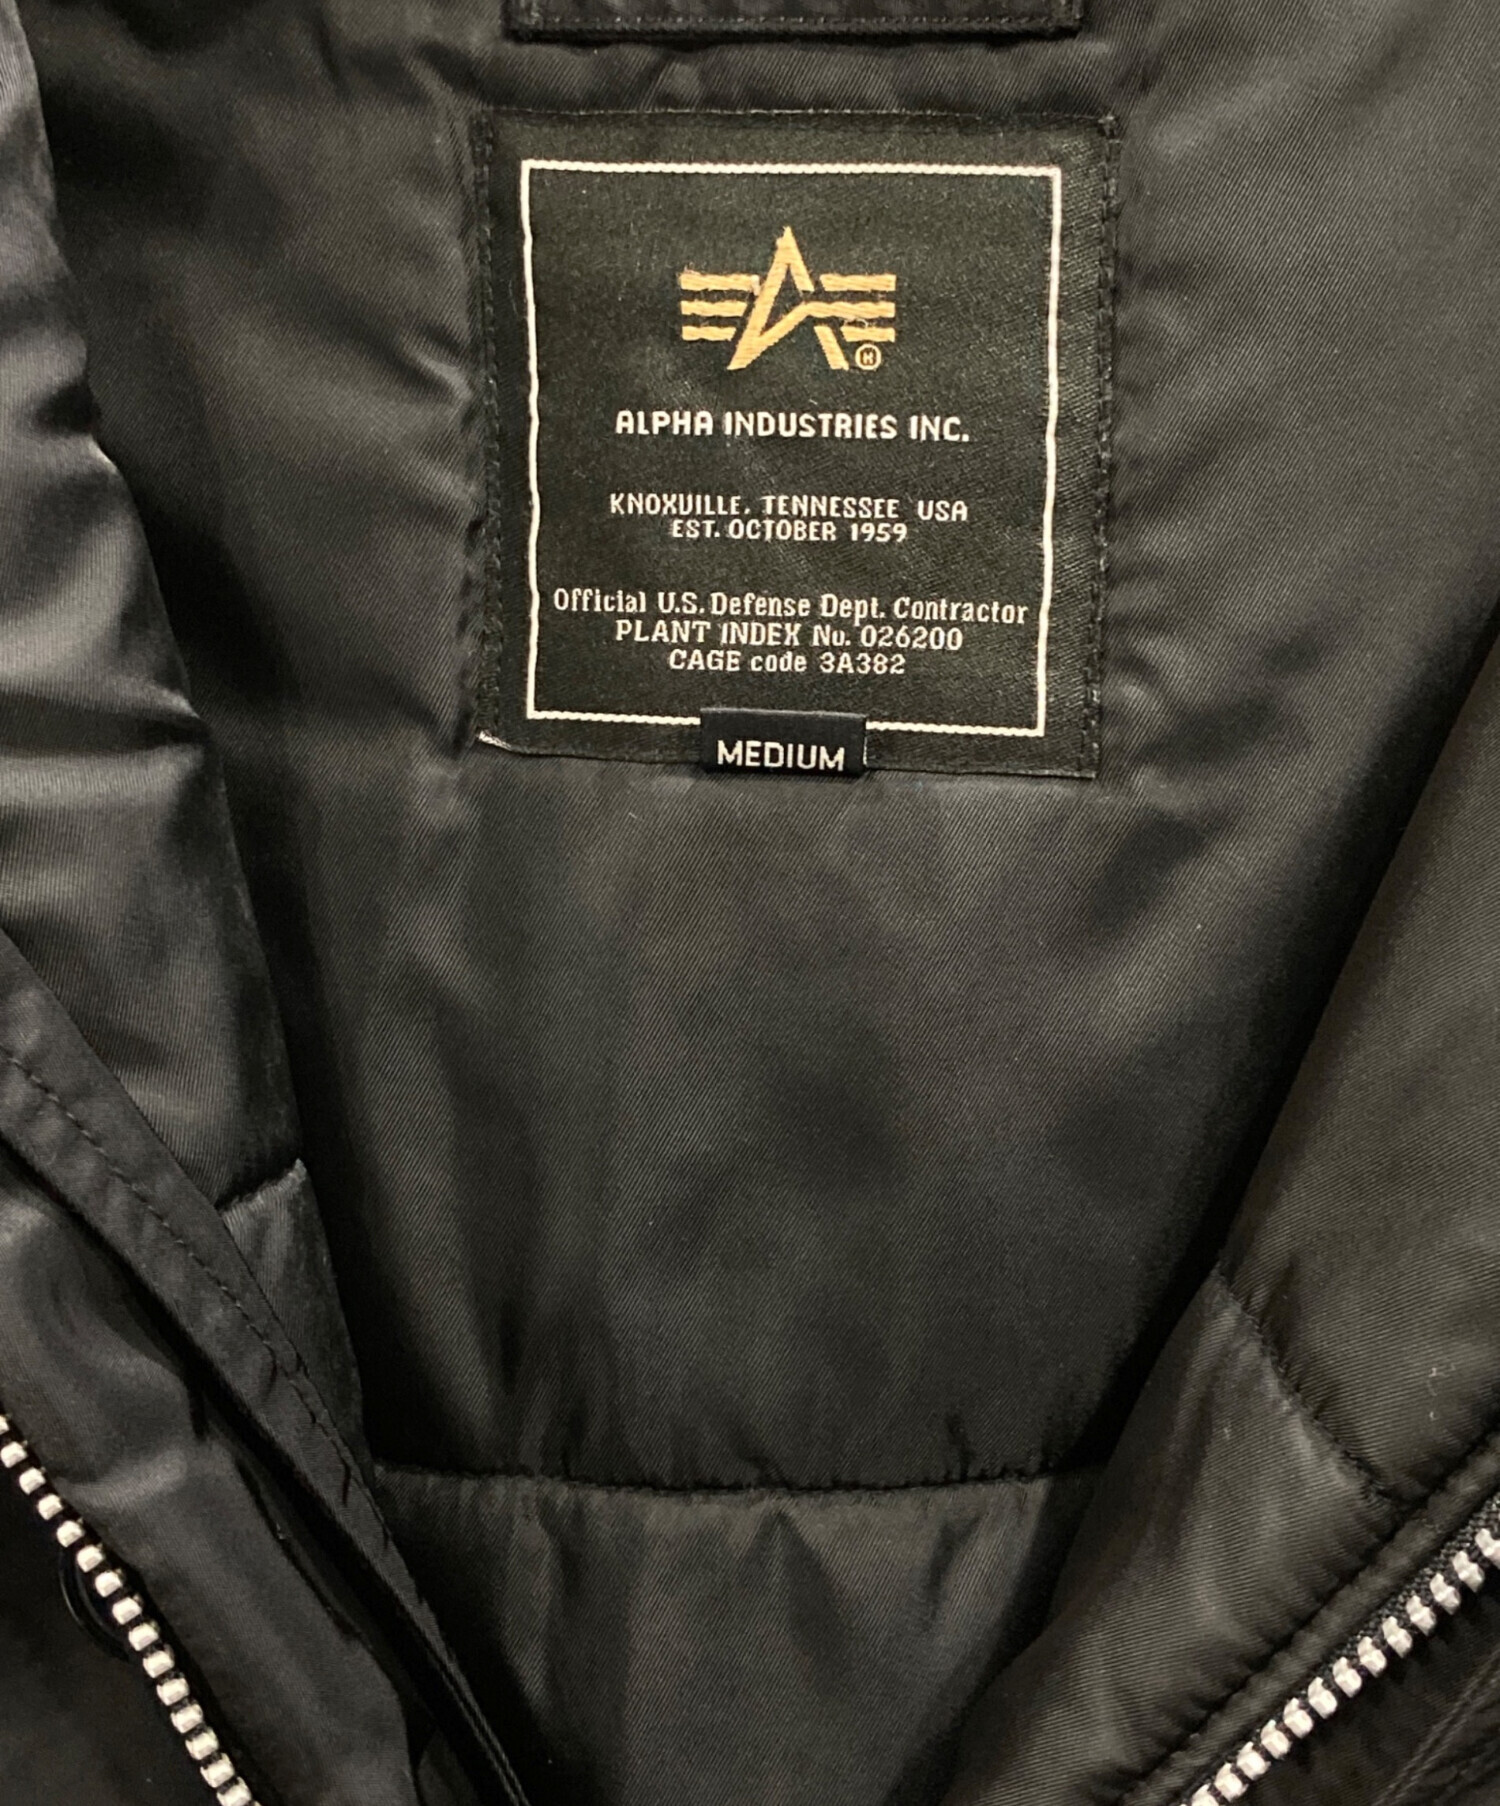 ALPHA INDUSTRIES INC.
KNOXVILLE, TENNESSEE USA
EST. OCTOBER 1959
Official U.S. Defense Dept. Contractor
PLANT INDEX No. 026200
CAGE code 3A382
MEDIUM